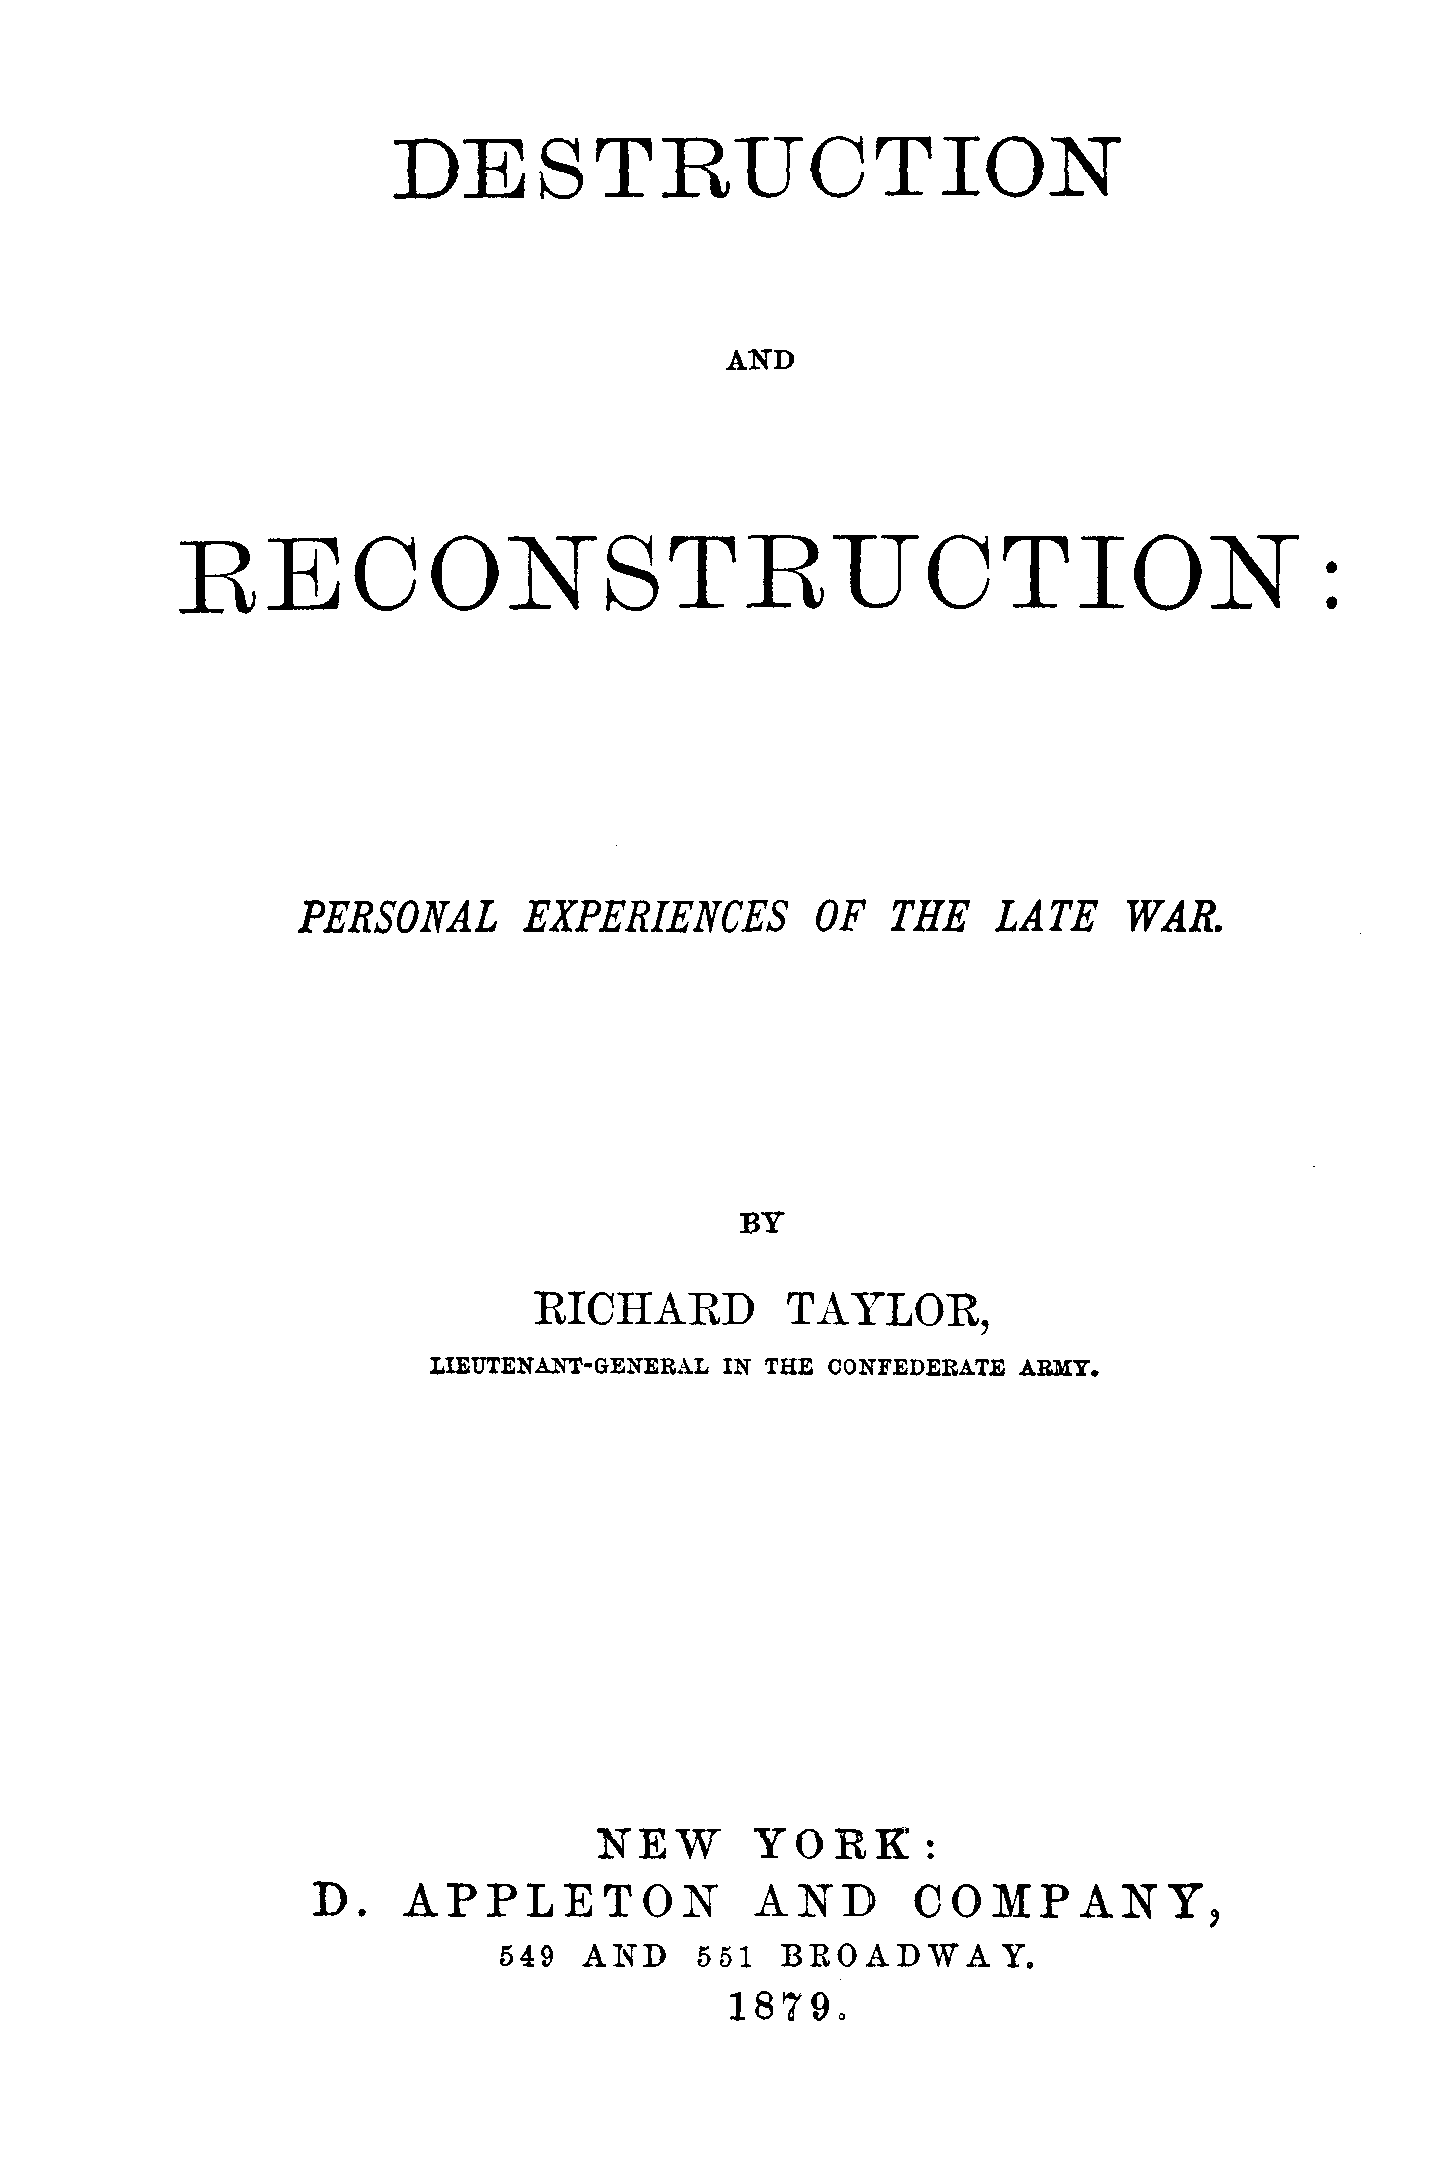 DESTRUCTION
AND
RECONSTRUCTION:
PERSONAL EXPERIENCES OF THE LATE WAR.
BY
RICHARD TAYLOR,
LIEUTENANT-GENERAL IN THE CONFEDERATE ARMY.
NEW YORK:
D. APPLETON AND COMPANY,
549 AND 551 BROADWAY.
1879.